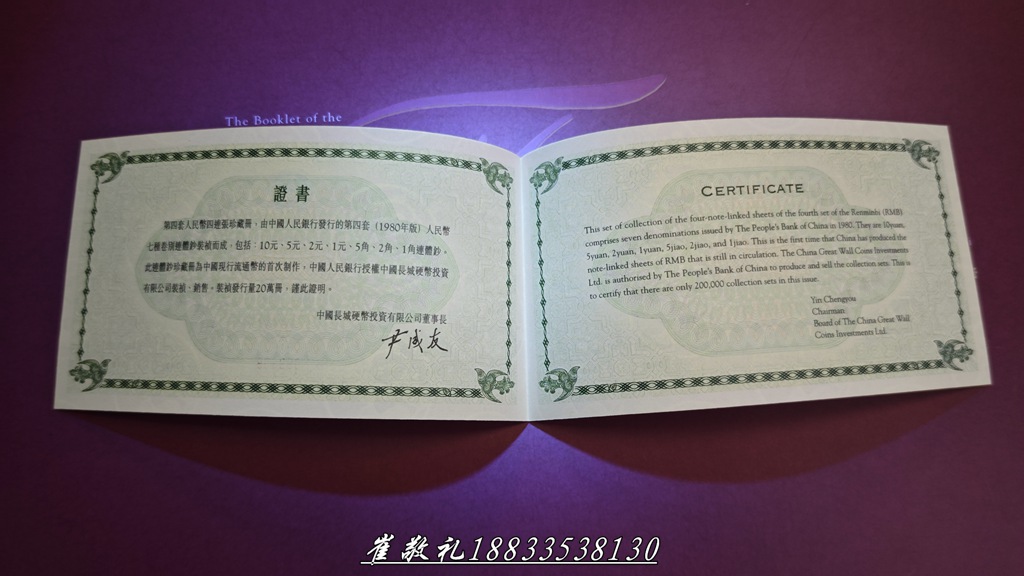 The Booklet of the
證書
第四套人民幣四連張珍藏冊，由中國人民銀行發行的第四套（1980年版）人民幣
七種卷別連體鈔裝禎而成，包括：10元、5元、2元、1元、5角、2角、1角連體鈔。
此連體鈔珍藏冊為中國現行流通幣的首次制作，中國人民銀行授權中國長城硬幣投資
有限公司裝禎、銷售。裝禎發行量20萬冊，謹此證明。
中國長城硬幣投資有限公司董事長
尹成友
CERTIFICATE
This set of collection of the four-note-linked sheets of the fourth set of the Renminbi (RMB)
comprises seven denominations issued by The People's Bank of China in 1980. They are 10yuan,
5yuan, 2yuan, 1yuan, 5jiao, 2jiao, and 1jiao. This is the first time that China has produced the
note-linked sheets of RMB that is still in circulation. The China Great Wall Coins Investments
Ltd. is authorised by The People's Bank of China to produce and sell the collection sets. This is
to certify that there are only 200,000 collection sets in this issue.
Yin Chengyou
Chairman
Board of The China Great Wall
Coins Investments Ltd.
崔敬礼18833538130